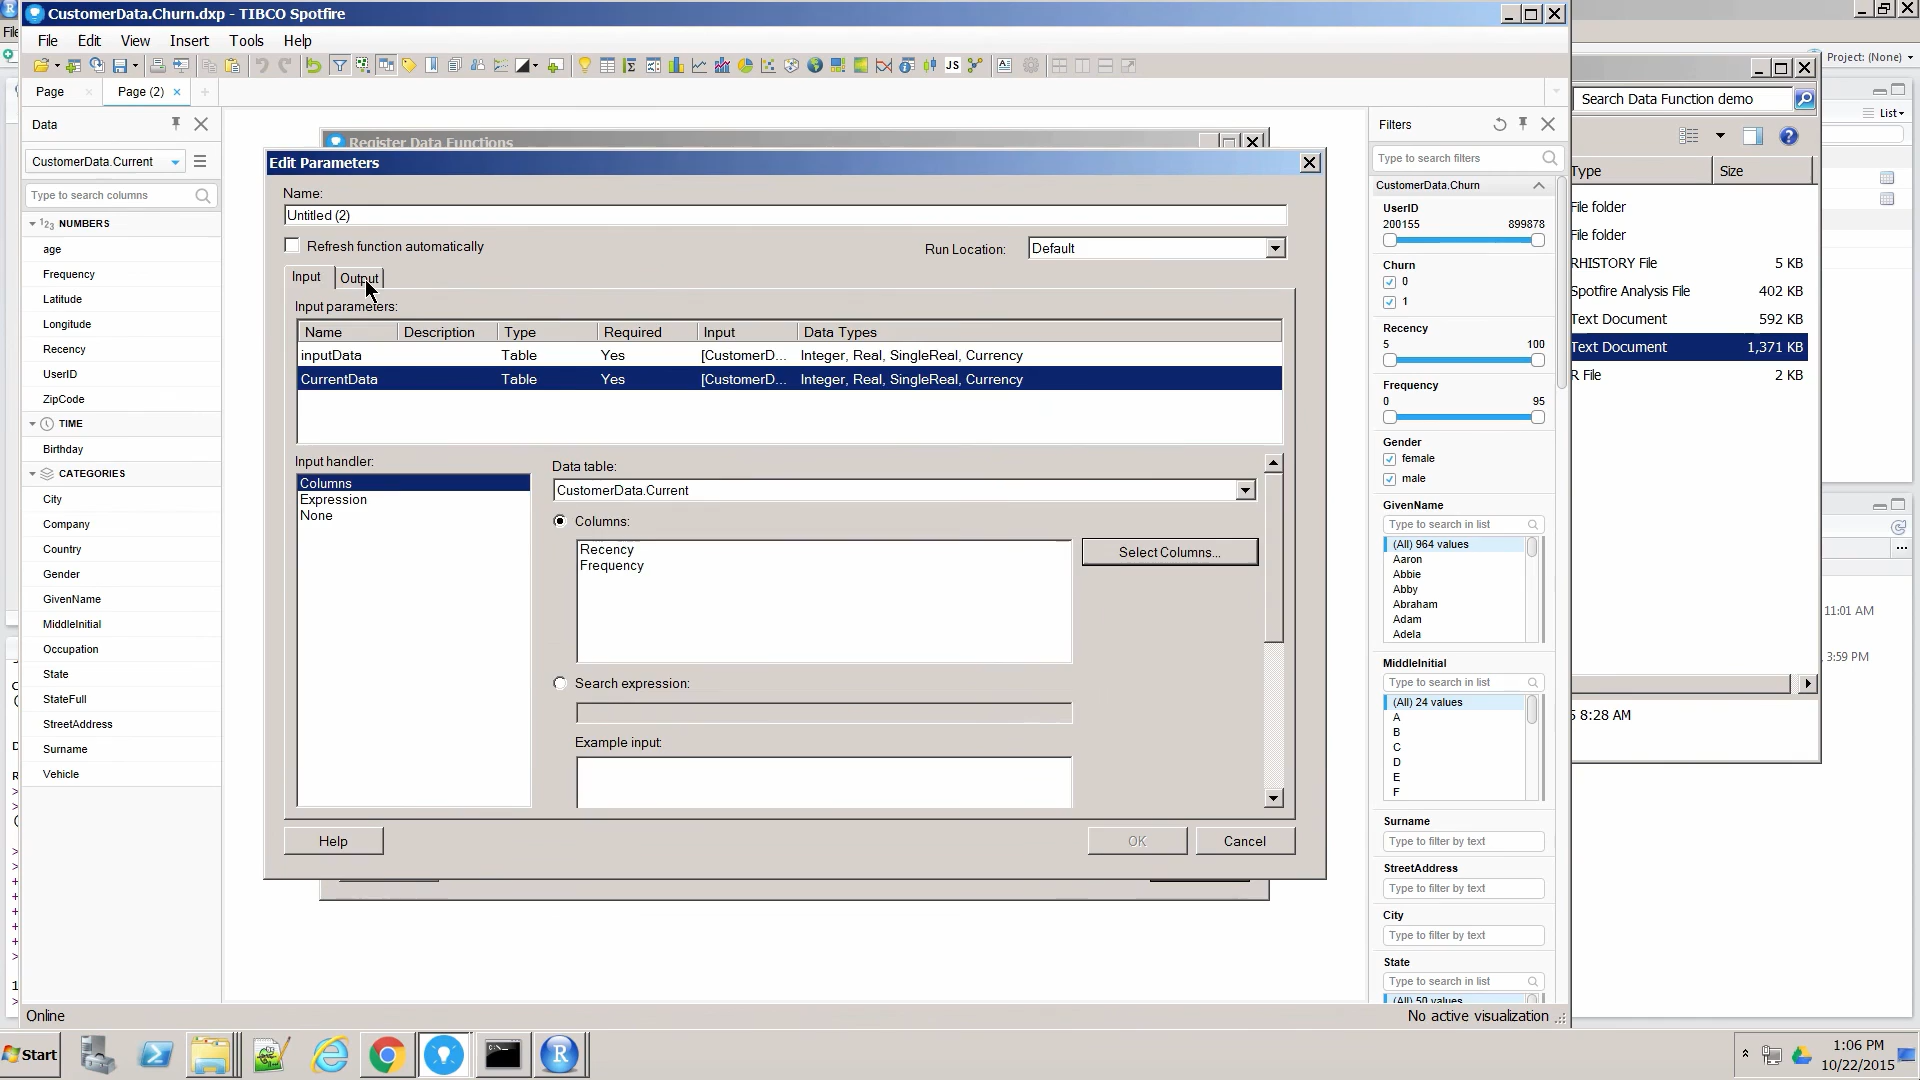 CustomerData.Churn.dxp - TIBCO Spotfire
File Edit View Insert Tools Help
JS
Project: (None)
Page
Page (2)
Search Data Function demo
List
Data
CustomerData.Current
Type to search columns
NUMBERS
age
Frequency
Latitude
Longitude
Recency
UserID
ZipCode
TIME
Birthday
CATEGORIES
City
Company
Country
Gender
GivenName
MiddleInitial
Occupation
State
StateFull
StreetAddress
Surname
Vehicle
Register Data Functions
Edit Parameters
Name:
Untitled (2)
Refresh function automatically
Run Location:
Default
Input
Output
Input parameters:
Name Description Type Required Input Data Types
inputData Table Yes [CustomerD... Integer, Real, SingleReal, Currency
CurrentData Table Yes [CustomerD... Integer, Real, SingleReal, Currency
Input handler:
Columns
Expression
None
Data table:
CustomerData.Current
Columns:
Recency
Frequency
Select Columns...
Search expression:
Example input:
Help
OK
Cancel
Filters
Type to search filters
CustomerData.Churn
UserID
200155 899878
Churn
0
1
Recency
5 100
Frequency
0 95
Gender
female
male
GivenName
Type to search in list
(All) 964 values
Aaron
Abbie
Abby
Abraham
Adam
Adela
MiddleInitial
Type to search in list
(All) 24 values
A
B
C
D
E
F
Surname
Type to filter by text
StreetAddress
Type to filter by text
City
Type to filter by text
State
Type to search in list
(All) 50 values
Type Size
File folder
File folder
RHISTORY File 5 KB
Spotfire Analysis File 402 KB
Text Document 592 KB
Text Document 1,371 KB
R File 2 KB
11:01 AM
3:59 PM
5 8:28 AM
Online
No active visualization
Start
1:06 PM
10/22/2015